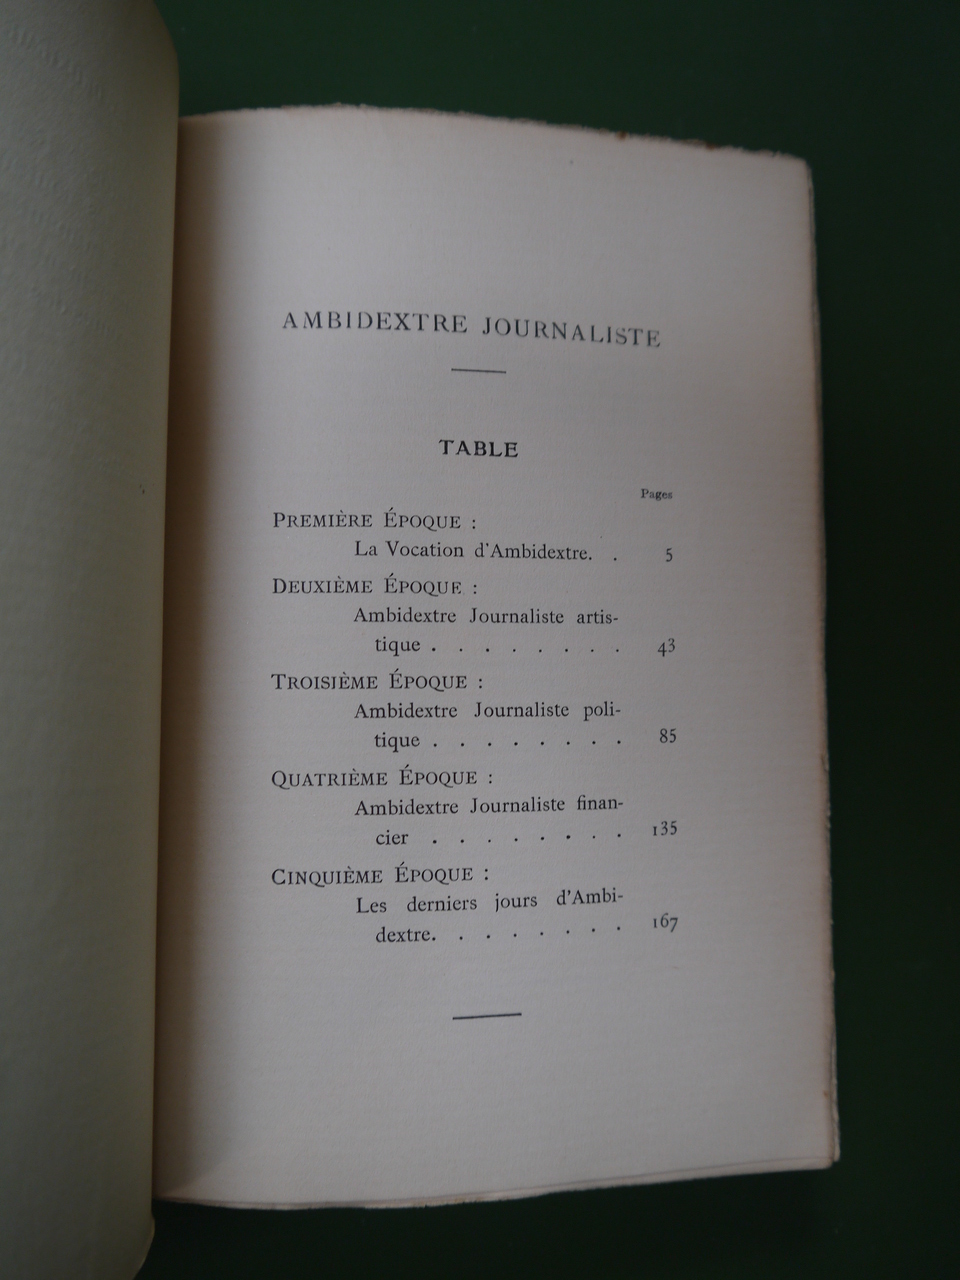 AMBIDEXTRE JOURNALISTE
TABLE
Pages
PREMIÈRE ÉPOQUE :
La Vocation d'Ambidextre. . 5
DEUXIÈME ÉPOQUE :
Ambidextre Journaliste artis-
tique . . . . . . . . 43
TROISIÈME ÉPOQUE :
Ambidextre Journaliste poli-
tique . . . . . . . . 85
QUATRIÈME ÉPOQUE :
Ambidextre Journaliste finan-
cier . . . . . . . . 135
CINQUIÈME ÉPOQUE :
Les derniers jours d'Ambi-
dextre. . . . . . . . 167